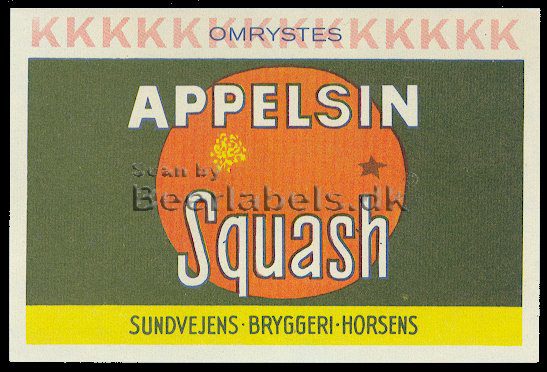 KKKKKKKKKKKKKKK
OMRYSTES
APPELSIN
Scan by
Beerlabels.dk
Squash
SUNDVEJENS·BRYGGERI·HORSENS